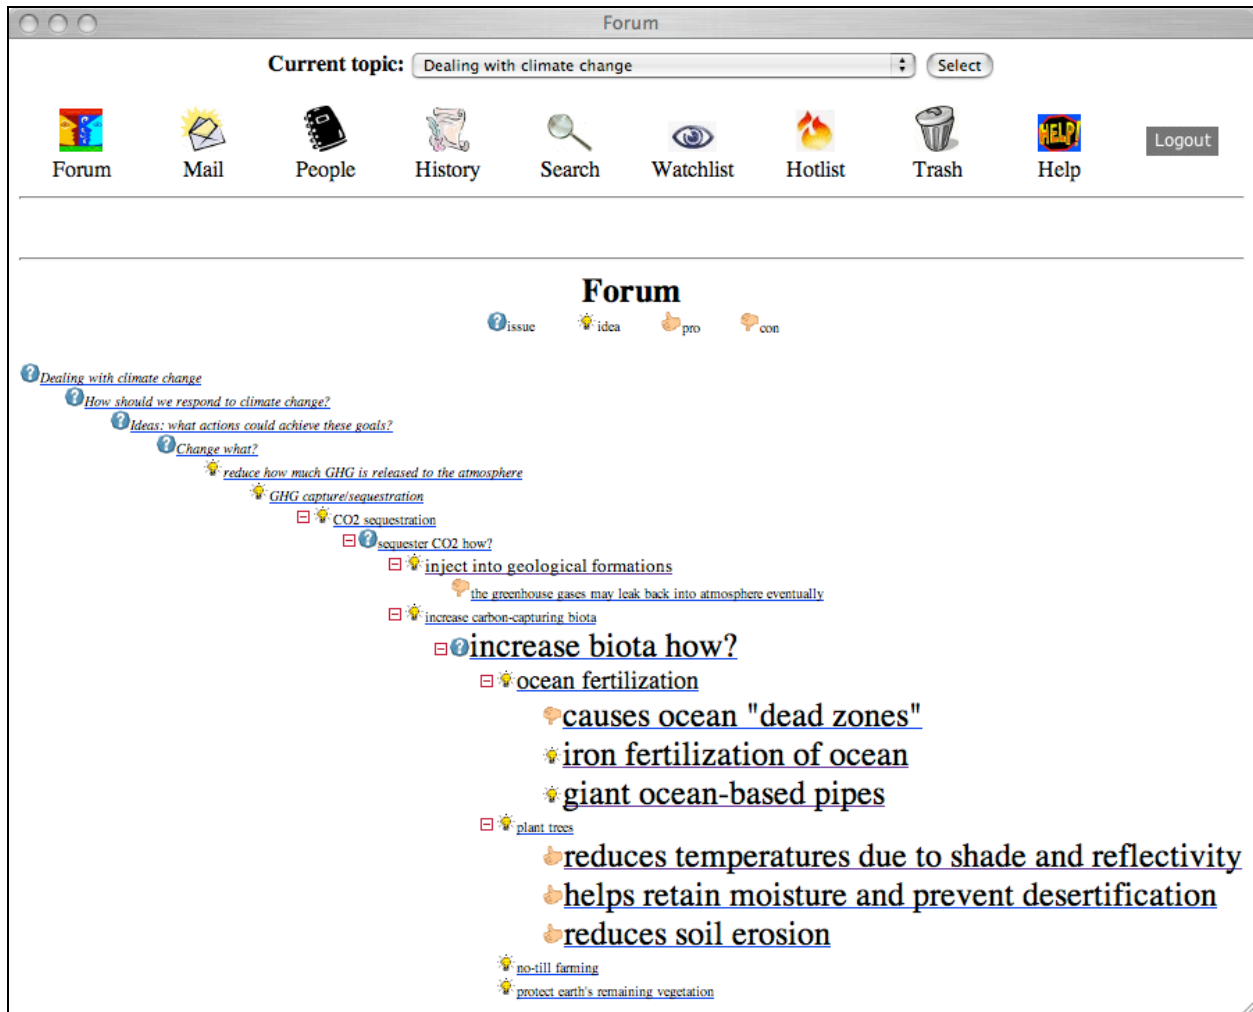 Forum
Current topic: Dealing with climate change Select
HELP!
Forum Mail People History Search Watchlist Hotlist Trash Help Logout
Forum
issue idea pro con
Dealing with climate change
How should we respond to climate change?
Ideas: what actions could achieve these goals?
Change what?
reduce how much GHG is released to the atmosphere
GHG capture/sequestration
CO2 sequestration
sequester CO2 how?
inject into geological formations
the greenhouse gases may leak back into atmosphere eventually
increase carbon-capturing biota
increase biota how?
ocean fertilization
causes ocean "dead zones"
iron fertilization of ocean
giant ocean-based pipes
plant trees
reduces temperatures due to shade and reflectivity
helps retain moisture and prevent desertification
reduces soil erosion
no-till farming
protect earth's remaining vegetation